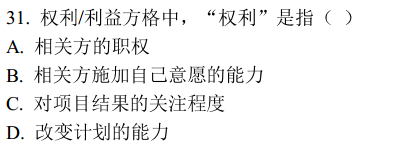 31. 权利/利益方格中，“权利”是指（ ）
A. 相关方的职权
B. 相关方施加自己意愿的能力
C. 对项目结果的关注程度
D. 改变计划的能力